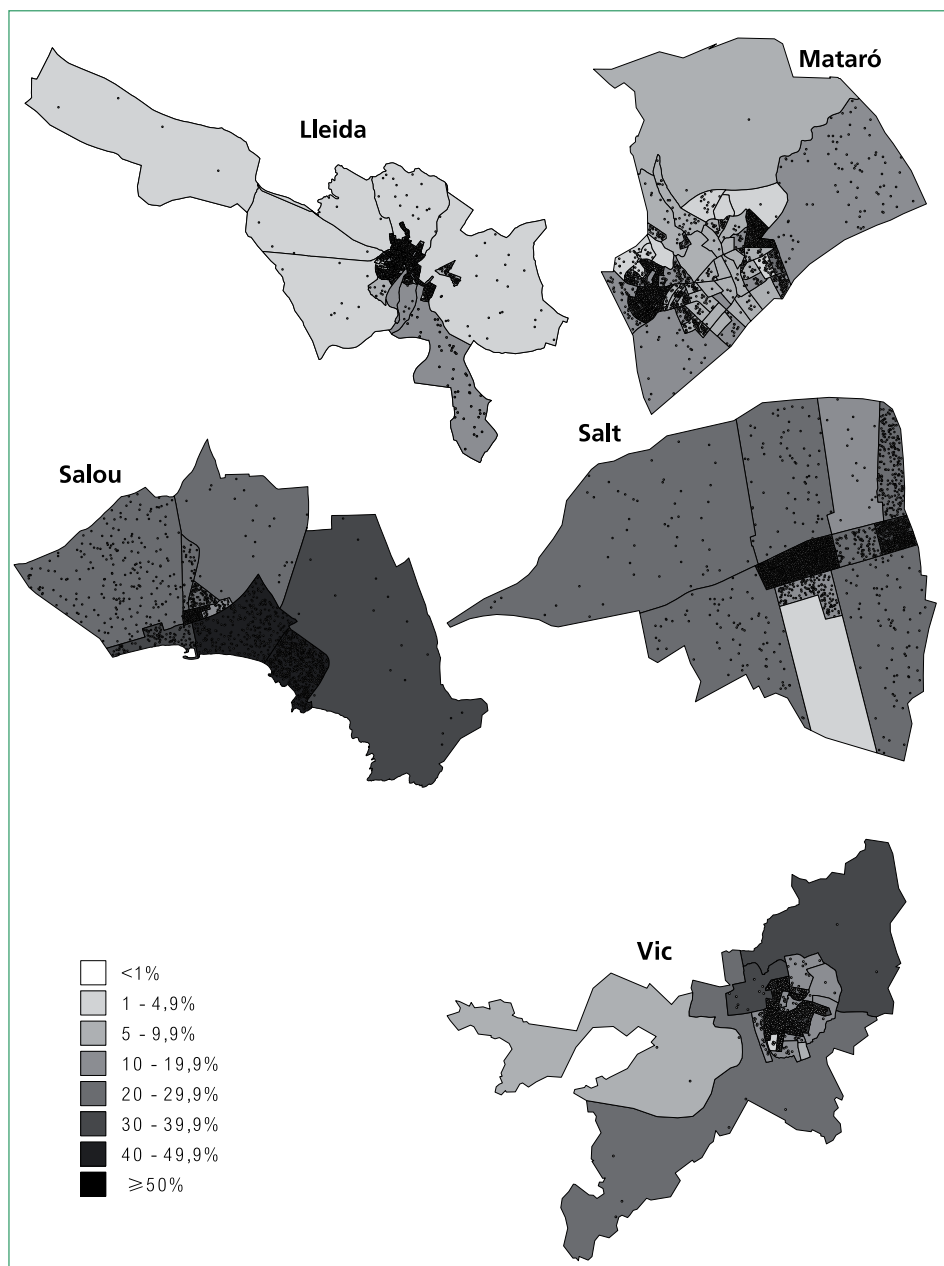 Mataró
Lleida
Salt
Salou
Vic
<1%
1 - 4,9%
5 - 9,9%
10 - 19,9%
20 - 29,9%
30 - 39,9%
40 - 49,9%
≥50%